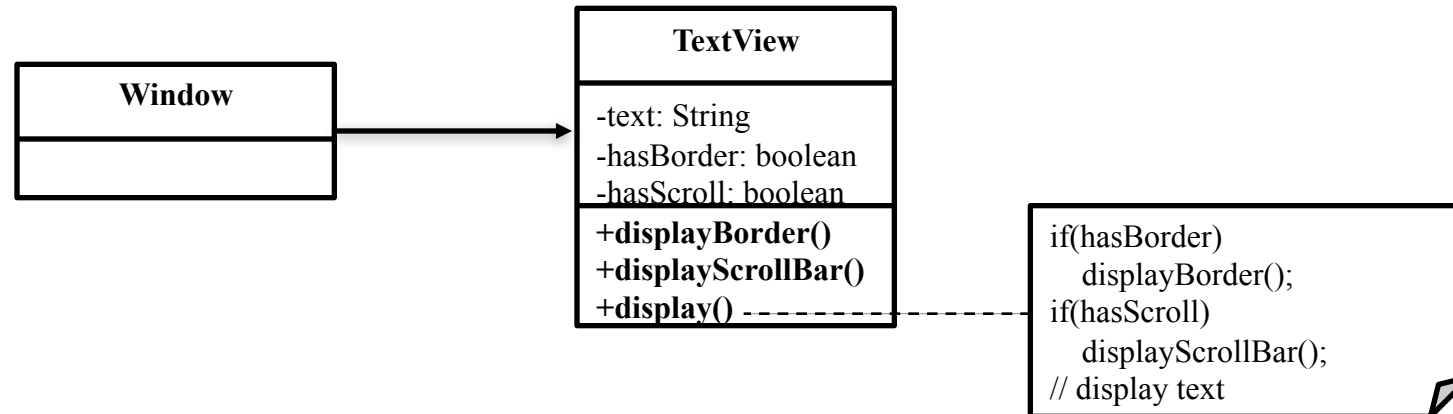 Window
TextView
-text: String
-hasBorder: boolean
-hasScroll: boolean
+displayBorder()
+displayScrollBar()
+display()
if(hasBorder)
displayBorder();
if(hasScroll)
displayScrollBar();
// display text